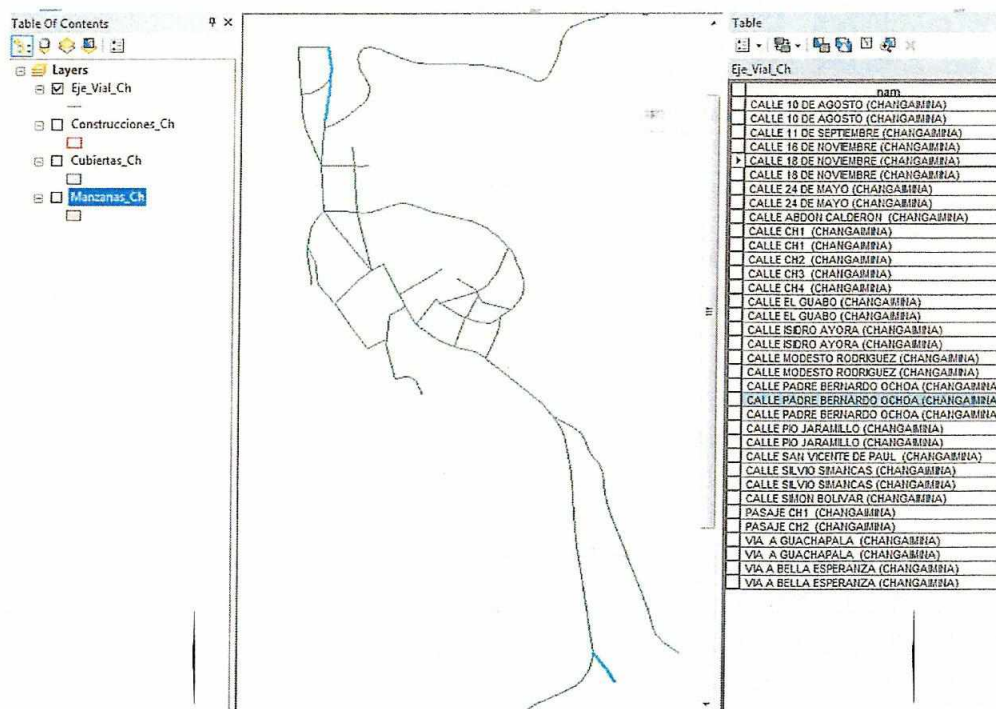 Table Of Contents
Layers
Eje_Vial_Ch
Construcciones_Ch
Cubiertas_Ch
Manzanas_Ch
Table
Eje_Vial_Ch
nam
CALLE 10 DE AGOSTO (CHANGAIMINA)
CALLE 10 DE AGOSTO (CHANGAIMINA)
CALLE 11 DE SEPTIEMBRE (CHANGAIMINA)
CALLE 16 DE NOVIEMBRE (CHANGAIMINA)
CALLE 18 DE NOVIEMBRE (CHANGAIMINA)
CALLE 18 DE NOVIEMBRE (CHANGAIMINA)
CALLE 24 DE MAYO (CHANGAIMINA)
CALLE 24 DE MAYO (CHANGAIMINA)
CALLE ABDON CALDERON (CHANGAIMINA)
CALLE CH1 (CHANGAIMINA)
CALLE CH1 (CHANGAIMINA)
CALLE CH2 (CHANGAIMINA)
CALLE CH3 (CHANGAIMINA)
CALLE CH4 (CHANGAIMINA)
CALLE EL GUABO (CHANGAIMINA)
CALLE EL GUABO (CHANGAIMINA)
CALLE ISIDRO AYORA (CHANGAIMINA)
CALLE ISIDRO AYORA (CHANGAIMINA)
CALLE MODESTO RODRIGUEZ (CHANGAIMINA)
CALLE MODESTO RODRIGUEZ (CHANGAIMINA)
CALLE PADRE BERNARDO OCHOA (CHANGAIMINA
CALLE PADRE BERNARDO OCHOA (CHANGAIMINA
CALLE PADRE BERNARDO OCHOA (CHANGAIMINA
CALLE PIO JARAMILLO (CHANGAIMINA)
CALLE PIO JARAMILLO (CHANGAIMINA)
CALLE SAN VICENTE DE PAUL (CHANGAIMINA)
CALLE SILVIO SIMANCAS (CHANGAIMINA)
CALLE SILVIO SIMANCAS (CHANGAIMINA)
CALLE SIMON BOLIVAR (CHANGAIMINA)
PASAJE CH1 (CHANGAIMINA)
PASAJE CH2 (CHANGAIMINA)
VIA A GUACHAPALA (CHANGAIMINA)
VIA A GUACHAPALA (CHANGAIMINA)
VIA A BELLA ESPERANZA (CHANGAIMINA)
VIA A BELLA ESPERANZA (CHANGAIMINA)